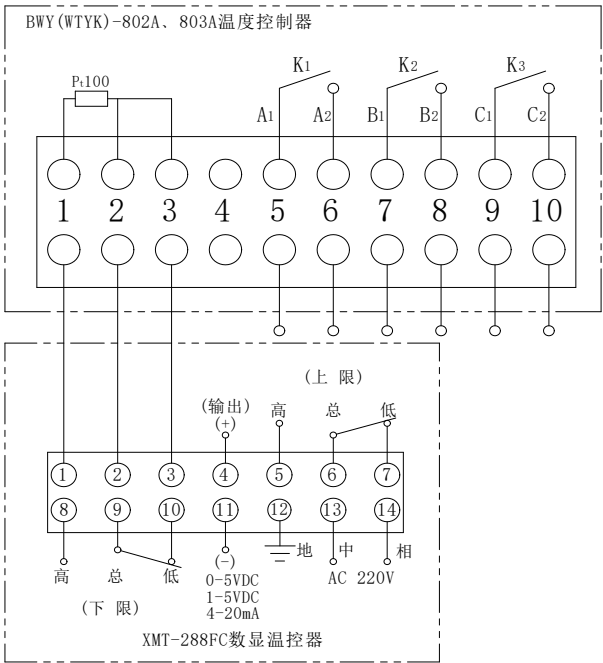 BWY(WTYK)-802A、803A温度控制器
K1 K2 K3
Pt100
A1 A2 B1 B2 C1 C2
1 2 3 4 5 6 7 8 9 10
(上 限)
(输出) 高 总 低
(+)
1 2 3 4 5 6 7
8 9 10 11 12 13 14
地 中 相
高 总 低 (-) AC 220V
0-5VDC
1-5VDC
4-20mA
(下 限)
XMT-288FC数显温控器